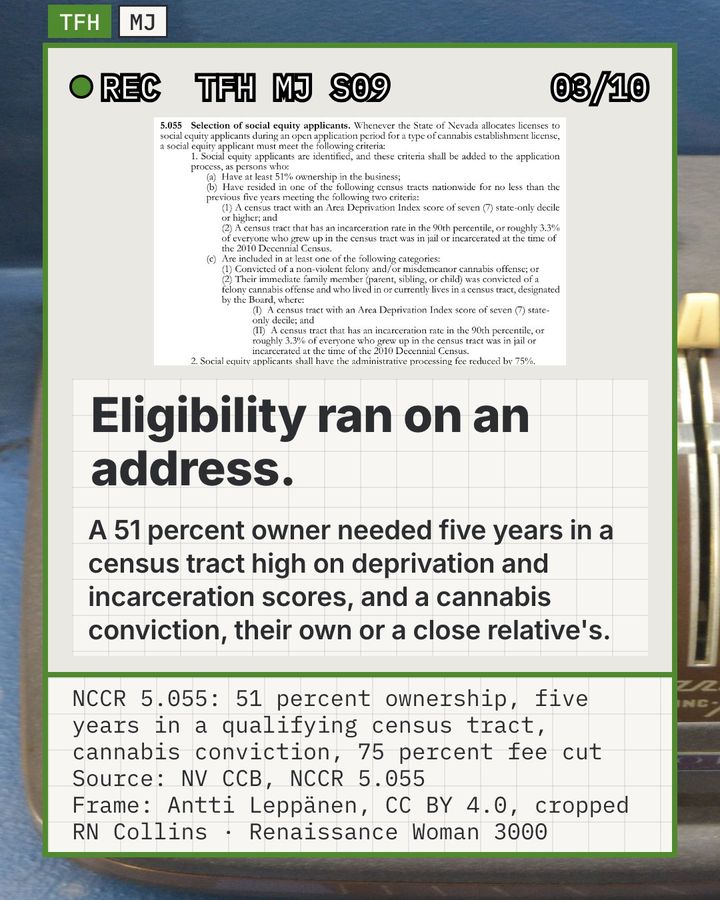 TFH MJ
REC TFH MJ S09 03/10
5.055 Selection of social equity applicants. Whenever the State of Nevada allocates licenses to
social equity applicants during an open application period for a type of cannabis establishment license,
a social equity applicant must meet the following criteria:
1. Social equity applicants are identified, and these criteria shall be added to the application
process, as persons who:
(a) Have at least 51% ownership in the business;
(b) Have resided in one of the following census tracts nationwide for no less than the
previous five years meeting the following two criteria:
(1) A census tract with an Area Deprivation Index score of seven (7) state-only decile
or higher; and
(2) A census tract that has an incarceration rate in the 90th percentile, or roughly 3.3%
of everyone who grew up in the census tract was in jail or incarcerated at the time of
the 2010 Decennial Census.
(c) Are included in at least one of the following categories:
(1) Convicted of a non-violent felony and/or misdemeanor cannabis offense; or
(2) Their immediate family member (parent, sibling, or child) was convicted of a
felony cannabis offense and who lived in or currently lives in a census tract, designated
by the Board, where:
(I) A census tract with an Area Deprivation Index score of seven (7) state-
only decile; and
(II) A census tract that has an incarceration rate in the 90th percentile, or
roughly 3.3% of everyone who grew up in the census tract was in jail or
incarcerated at the time of the 2010 Decennial Census.
2. Social equity applicants shall have the administrative processing fee reduced by 75%.
Eligibility ran on an
address.
A 51 percent owner needed five years in a
census tract high on deprivation and
incarceration scores, and a cannabis
conviction, their own or a close relative's.
NCCR 5.055: 51 percent ownership, five
years in a qualifying census tract,
cannabis conviction, 75 percent fee cut
Source: NV CCB, NCCR 5.055
Frame: Antti Leppänen, CC BY 4.0, cropped
RN Collins · Renaissance Woman 3000